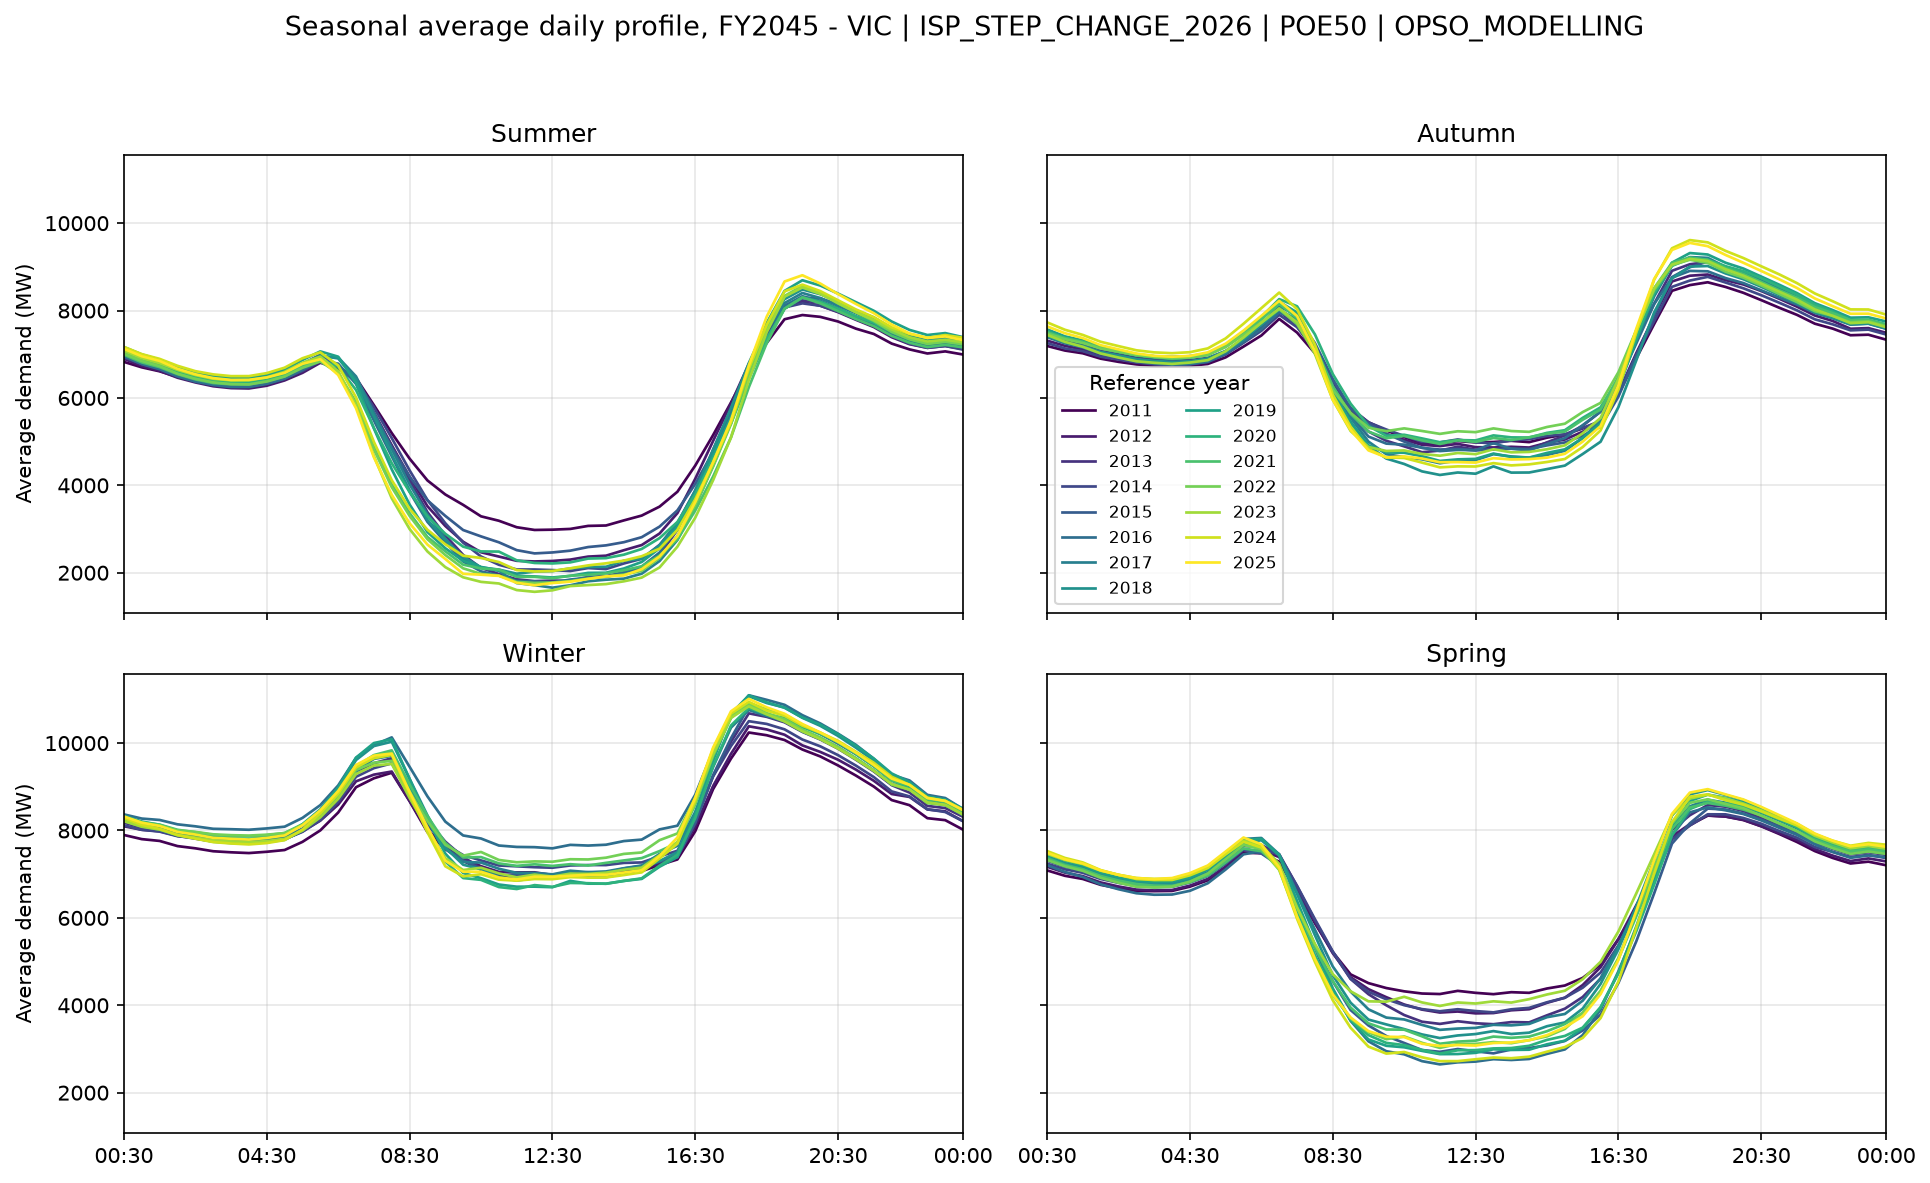 Seasonal average daily profile, FY2045 - VIC | ISP_STEP_CHANGE_2026 | POE50 | OPSO_MODELLING
Summer
Autumn
Average demand (MW)
10000
8000
6000
4000
2000
Reference year
2011
2012
2013
2014
2015
2016
2017
2018
2019
2020
2021
2022
2023
2024
2025
Winter
Spring
Average demand (MW)
10000
8000
6000
4000
2000
00:30 04:30 08:30 12:30 16:30 20:30 00:00
00:30 04:30 08:30 12:30 16:30 20:30 00:00